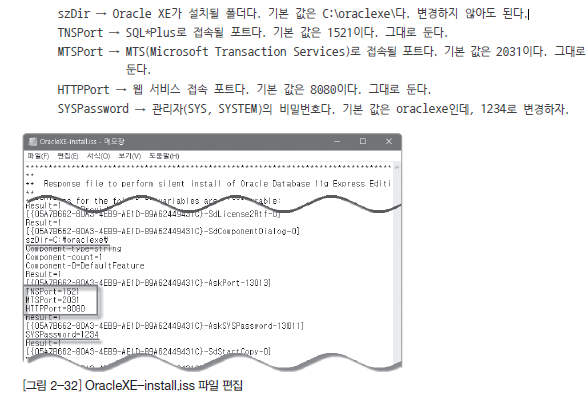 szDir → Oracle XE가 설치될 폴더다. 기본 값은 C:\oraclexe\다. 변경하지 않아도 된다.
TNSPort → SQL*Plus로 접속될 포트다. 기본 값은 1521이다. 그대로 둔다.
MTSPort → MTS(Microsoft Transaction Services)로 접속될 포트다. 기본 값은 2031이다. 그대로
둔다.
HTTPPort → 웹 서비스 접속 포트다. 기본 값은 8080이다. 그대로 둔다.
SYSPassword → 관리자(SYS, SYSTEM)의 비밀번호다. 기본 값은 oraclexe인데, 1234로 변경하자.
OracleXE-install.iss - 메모장
파일(F) 편집(E) 서식(O) 보기(V) 도움말(H)
**
** Response file to perform silent install of Oracle Database 11g Express Editi
for the variables are
Result=1
[{05A7B662-80A3-4EB9-AE1D-89A62449431C}-SdLicense2Rtf-0]
Result=1
[{05A7B662-80A3-4EB9-AE1D-89A62449431C}-SdComponentDialog-0]
szDir=C:\oraclexe\
Component-type=string
Component-count=1
Component-0=DefaultFeature
Result=1
[{05A7B662-80A3-4EB9-AE1D-89A62449431C}-AskPort-13013]
TNSPort=1521
MTSPort=2031
HTTPPort=8080
Result=1
[{05A7B662-80A3-4EB9-AE1D-89A62449431C}-AskSYSPassword-13011]
SYSPassword=1234
Result=1
[{05A7B662-80A3-4EB9-AE1D-89A62449431C}-SdStartCopy-0]
[그림 2-32] OracleXE-install.iss 파일 편집